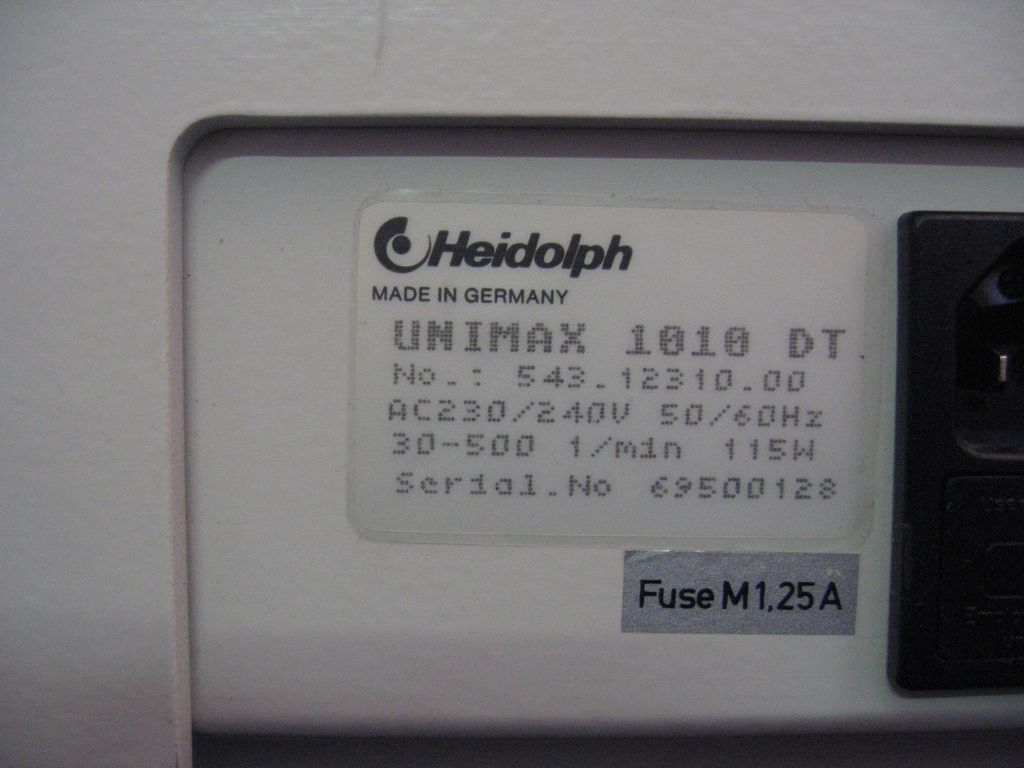 Heidolph
MADE IN GERMANY
UNIMAX 1010 DT
No.: 543.12310.00
AC230/240V 50/60Hz
30-500 1/min 115W
Serial.No 69500128
Fuse M1,25A